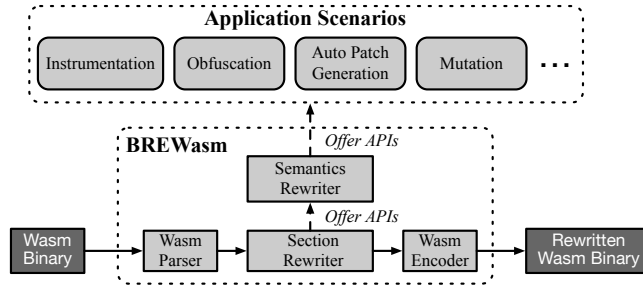 Application Scenarios
Instrumentation
Obfuscation
Auto Patch
Generation
Mutation
...
BREWasm
Offer APIs
Semantics
Rewriter
Offer APIs
Wasm
Binary
Wasm
Parser
Section
Rewriter
Wasm
Encoder
Rewritten
Wasm Binary